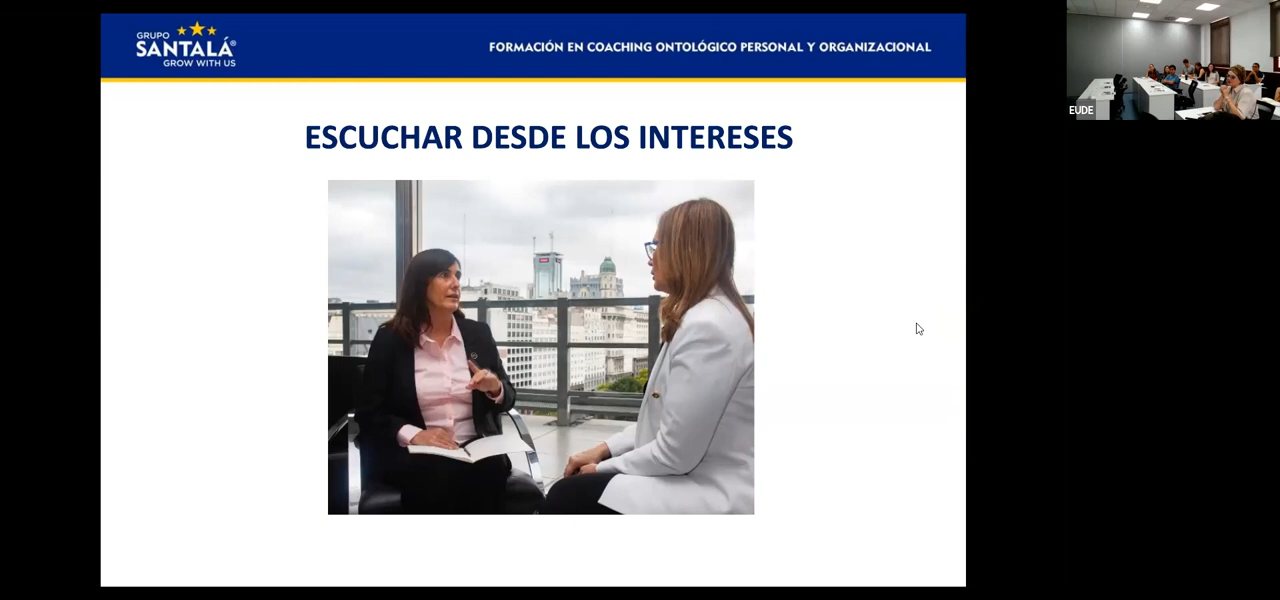 GRUPO
SANTALÁ®
GROW WITH US
FORMACIÓN EN COACHING ONTOLÓGICO PERSONAL Y ORGANIZACIONAL
EUDE
ESCUCHAR DESDE LOS INTERESES